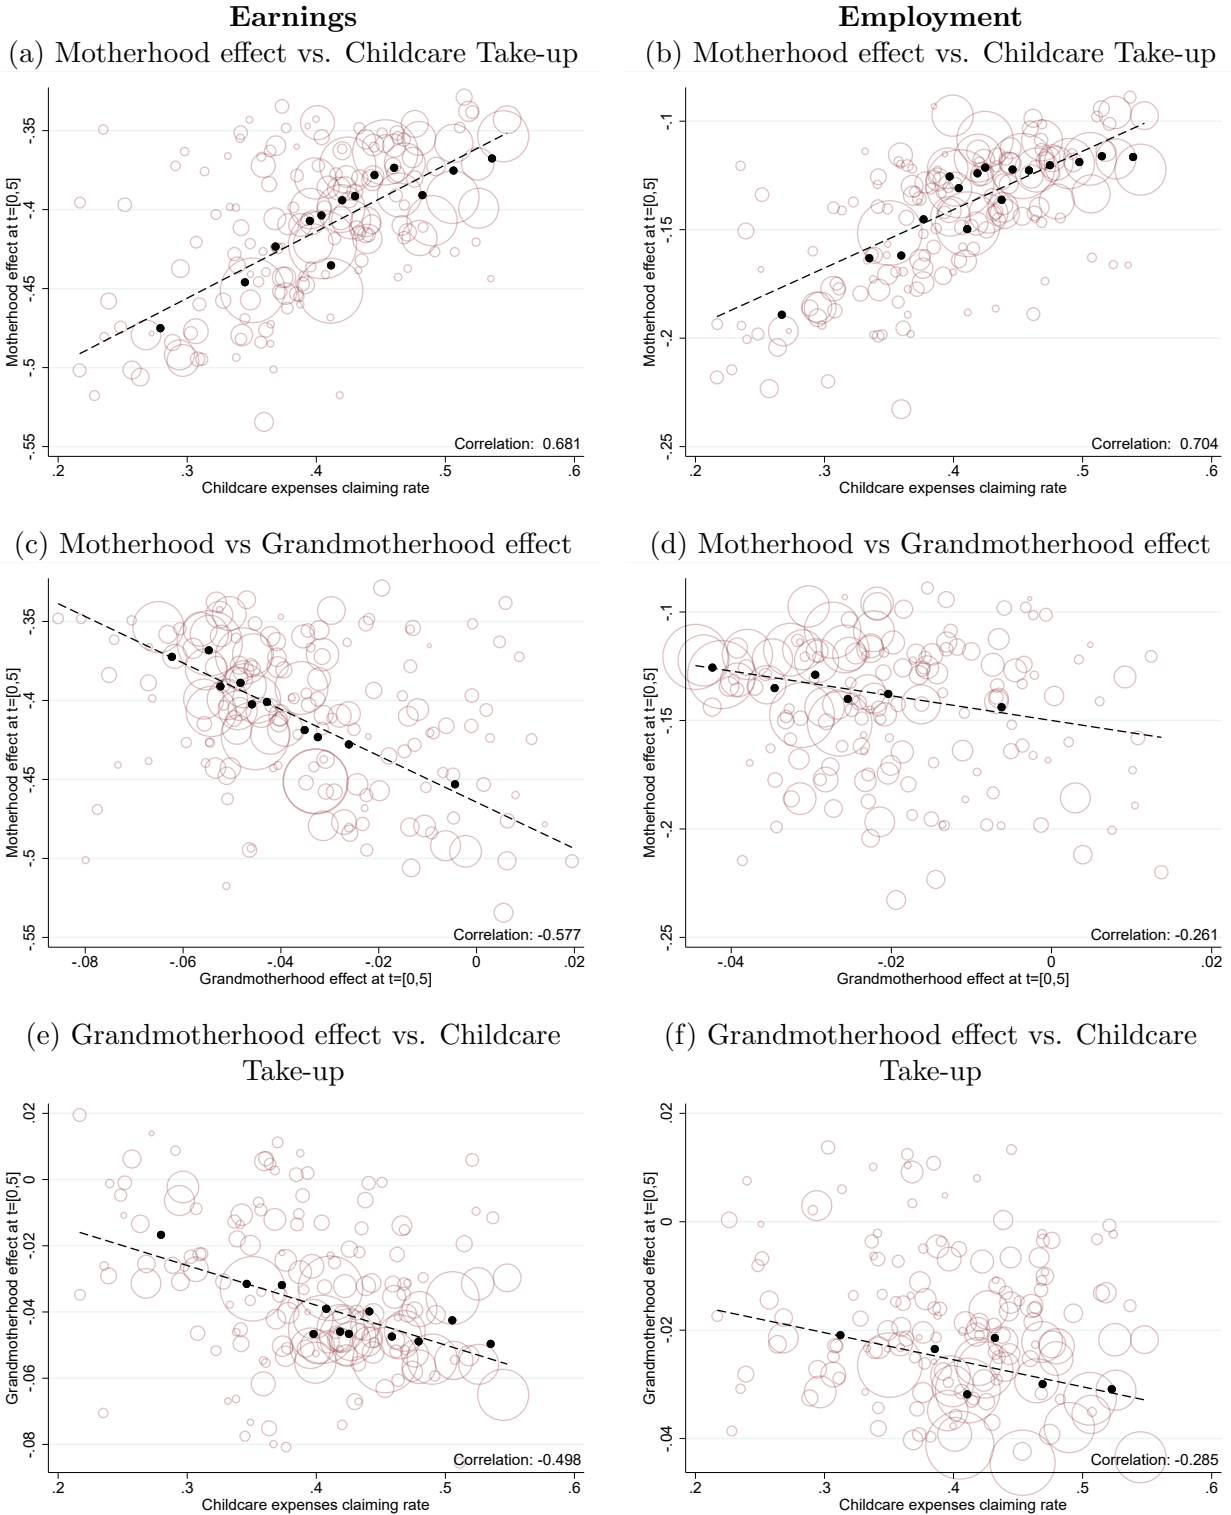 Earnings
(a) Motherhood effect vs. Childcare Take-up
Motherhood effect at t=[0,5]
-.35
-.4
-.45
-.5
-.55
Correlation: 0.681
.2 .3 .4 .5 .6
Childcare expenses claiming rate
Employment
(b) Motherhood effect vs. Childcare Take-up
Motherhood effect at t=[0,5]
-.1
-.15
-.2
-.25
Correlation: 0.704
.2 .3 .4 .5 .6
Childcare expenses claiming rate
(c) Motherhood vs Grandmotherhood effect
Motherhood effect at t=[0,5]
-.35
-.4
-.45
-.5
-.55
Correlation: -0.577
-.08 -.06 -.04 -.02 0 .02
Grandmotherhood effect at t=[0,5]
(d) Motherhood vs Grandmotherhood effect
Motherhood effect at t=[0,5]
-.1
-.15
-.2
-.25
Correlation: -0.261
-.04 -.02 0 .02
Grandmotherhood effect at t=[0,5]
(e) Grandmotherhood effect vs. Childcare
Take-up
Grandmotherhood effect at t=[0,5]
.02
0
-.02
-.04
-.06
-.08
Correlation: -0.498
.2 .3 .4 .5 .6
Childcare expenses claiming rate
(f) Grandmotherhood effect vs. Childcare
Take-up
Grandmotherhood effect at t=[0,5]
.02
0
-.02
-.04
Correlation: -0.285
.2 .3 .4 .5 .6
Childcare expenses claiming rate